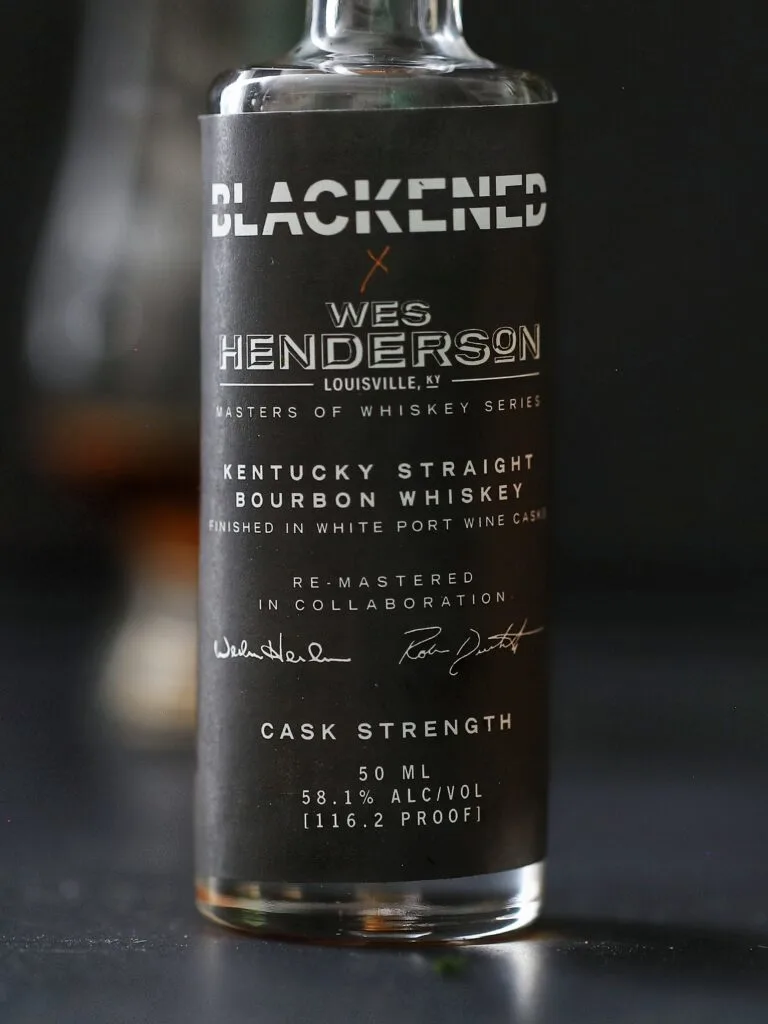 BLACKENED
X
WES
HENDERSON
LOUISVILLE, KY
MASTERS OF WHISKEY SERIES
KENTUCKY STRAIGHT
BOURBON WHISKEY
FINISHED IN WHITE PORT WINE CASKS
RE-MASTERED
IN COLLABORATION
CASK STRENGTH
50 ML
58.1% ALC/VOL
[116.2 PROOF]